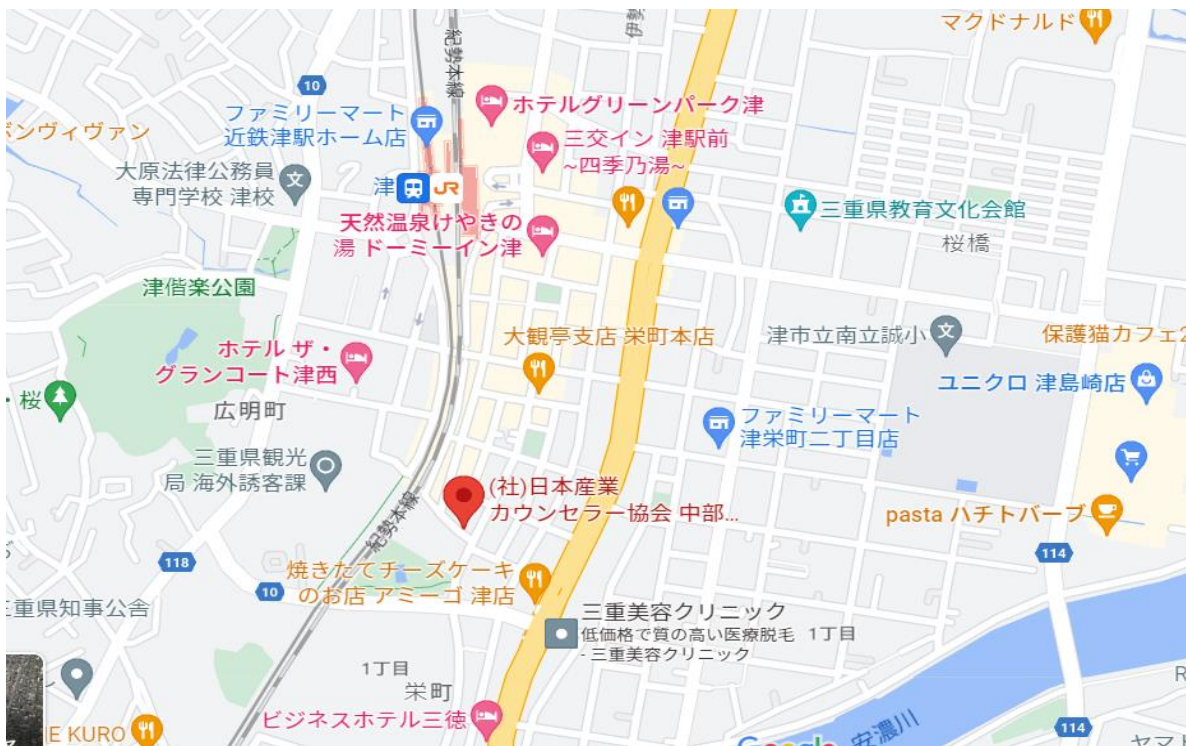 マクドナルド
紀勢本線
10
ファミリーマート
近鉄津駅ホーム店
ホテルグリーンパーク津
ボンヴィヴァン
三交イン 津駅前
~四季乃湯~
大原法律公務員
専門学校 津校
文
津
JR
三重県教育文化会館
天然温泉けやきの
湯 ドーミーイン津
桜橋
津偕楽公園
大観亭支店 栄町本店
津市立南立誠小
文
保護猫カフェ2
ホテル ザ・
グランコート津西
ユニクロ 津島崎店
・桜
広明町
ファミリーマート
津栄町二丁目店
三重県観光
局 海外誘客課
(社)日本産業
カウンセラー協会 中部...
紀勢本線
pasta ハチトバーブ
118
114
焼きたてチーズケーキ
のお店 アミーゴ 津店
10
三重県知事公舎
三重美容クリニック
低価格で質の高い医療脱毛
- 三重美容クリニック
1丁目
1丁目
栄町
ビジネスホテル三徳
E KURO
Google
安濃川
114
R
ヤマト